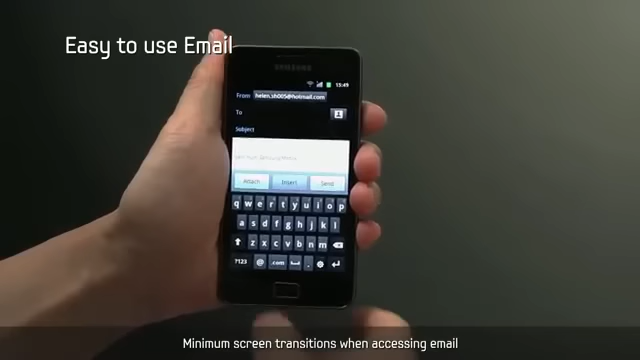 Easy to use Email
SAMSUNG
15:49
From helen.sh005@hotmail.com
To
Subject
Attach Insert Send
q w e r t y u i o p
a s d f g h j k l
z x c v b n m
?123 @ .com .
Minimum screen transitions when accessing email